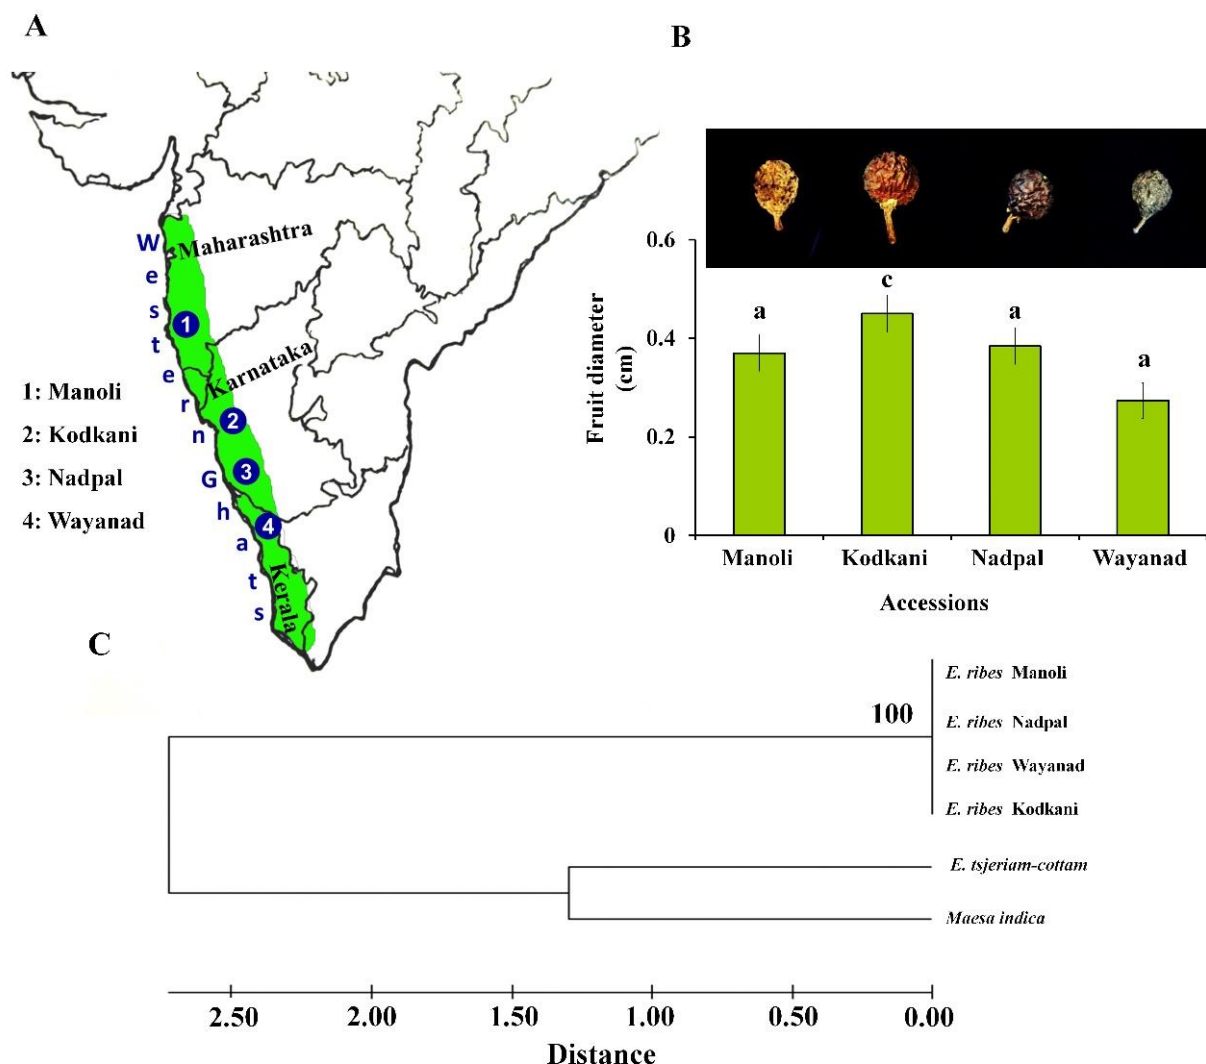 A
Maharashtra
Western Ghats
1
Karnataka
2
3
4
Kerala
1: Manoli
2: Kodkani
3: Nadpal
4: Wayanad
B
0.6
0.4
0.2
0
Fruit diameter
(cm)
a
c
a
a
Manoli
Kodkani
Nadpal
Wayanad
Accessions
C
100
E. ribes Manoli
E. ribes Nadpal
E. ribes Wayanad
E. ribes Kodkani
E. tsjeriam-cottam
Maesa indica
2.50
2.00
1.50
1.00
0.50
0.00
Distance